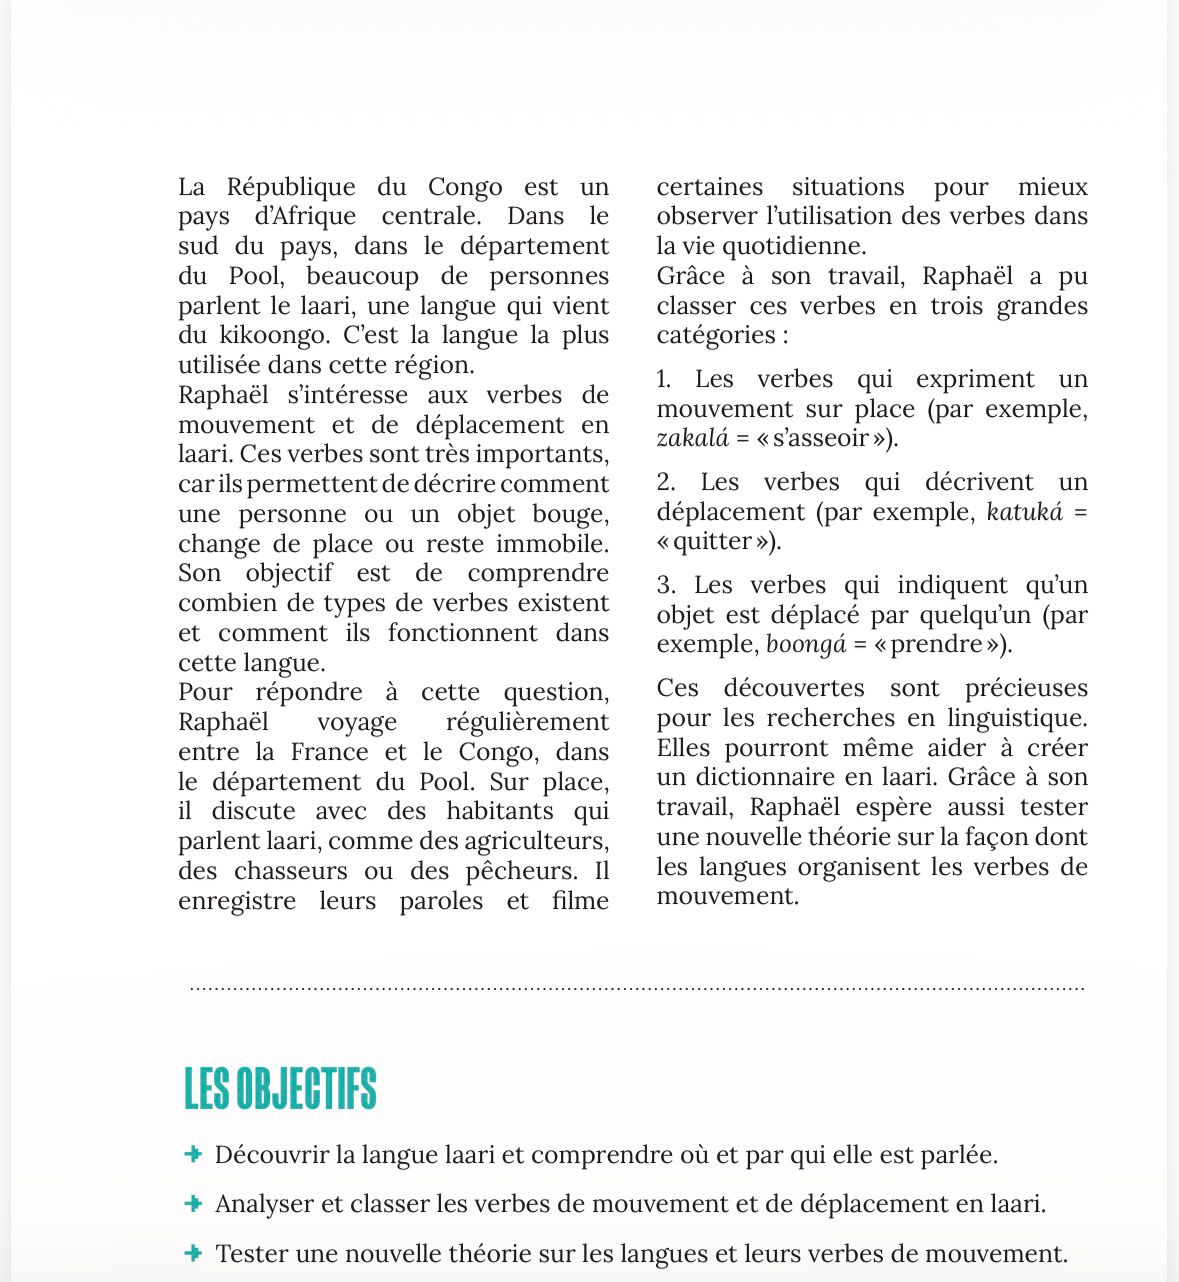 La République du Congo est un
pays d’Afrique centrale. Dans le
sud du pays, dans le département
du Pool, beaucoup de personnes
parlent le laari, une langue qui vient
du kikoongo. C’est la langue la plus
utilisée dans cette région.
Raphaël s’intéresse aux verbes de
mouvement et de déplacement en
laari. Ces verbes sont très importants,
car ils permettent de décrire comment
une personne ou un objet bouge,
change de place ou reste immobile.
Son objectif est de comprendre
combien de types de verbes existent
et comment ils fonctionnent dans
cette langue.
Pour répondre à cette question,
Raphaël voyage régulièrement
entre la France et le Congo, dans
le département du Pool. Sur place,
il discute avec des habitants qui
parlent laari, comme des agriculteurs,
des chasseurs ou des pêcheurs. Il
enregistre leurs paroles et filme
certaines situations pour mieux
observer l’utilisation des verbes dans
la vie quotidienne.
Grâce à son travail, Raphaël a pu
classer ces verbes en trois grandes
catégories :
1. Les verbes qui expriment un
mouvement sur place (par exemple,
zakalá = « s’asseoir »).
2. Les verbes qui décrivent un
déplacement (par exemple, katuká =
« quitter »).
3. Les verbes qui indiquent qu’un
objet est déplacé par quelqu’un (par
exemple, boongá = « prendre »).
Ces découvertes sont précieuses
pour les recherches en linguistique.
Elles pourront même aider à créer
un dictionnaire en laari. Grâce à son
travail, Raphaël espère aussi tester
une nouvelle théorie sur la façon dont
les langues organisent les verbes de
mouvement.
LES OBJECTIFS
Découvrir la langue laari et comprendre où et par qui elle est parlée.
Analyser et classer les verbes de mouvement et de déplacement en laari.
Tester une nouvelle théorie sur les langues et leurs verbes de mouvement.